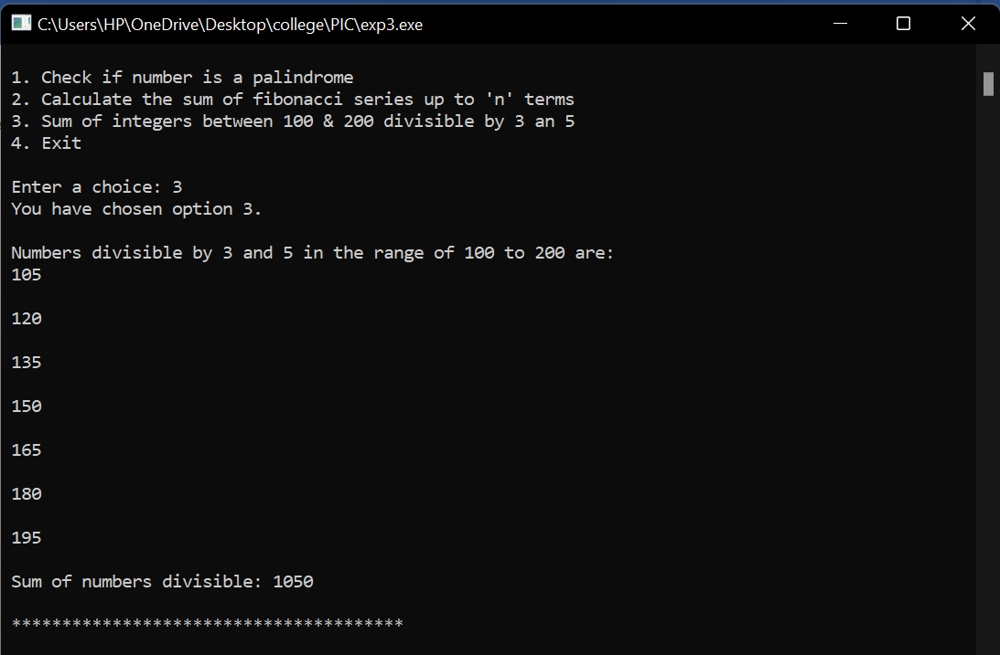 C:\Users\HP\OneDrive\Desktop\college\PIC\exp3.exe
1. Check if number is a palindrome
2. Calculate the sum of fibonacci series up to 'n' terms
3. Sum of integers between 100 & 200 divisible by 3 an 5
4. Exit
Enter a choice: 3
You have chosen option 3.
Numbers divisible by 3 and 5 in the range of 100 to 200 are:
105
120
135
150
165
180
195
Sum of numbers divisible: 1050
***************************************